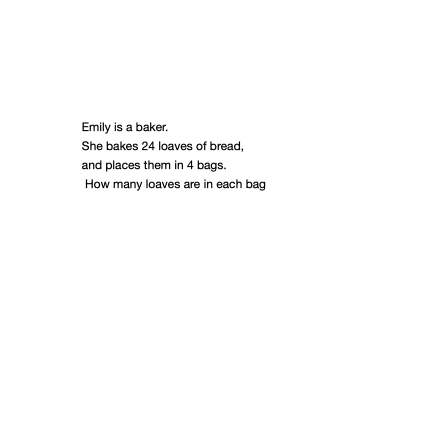 Emily is a baker.
She bakes 24 loaves of bread,
and places them in 4 bags.
How many loaves are in each bag